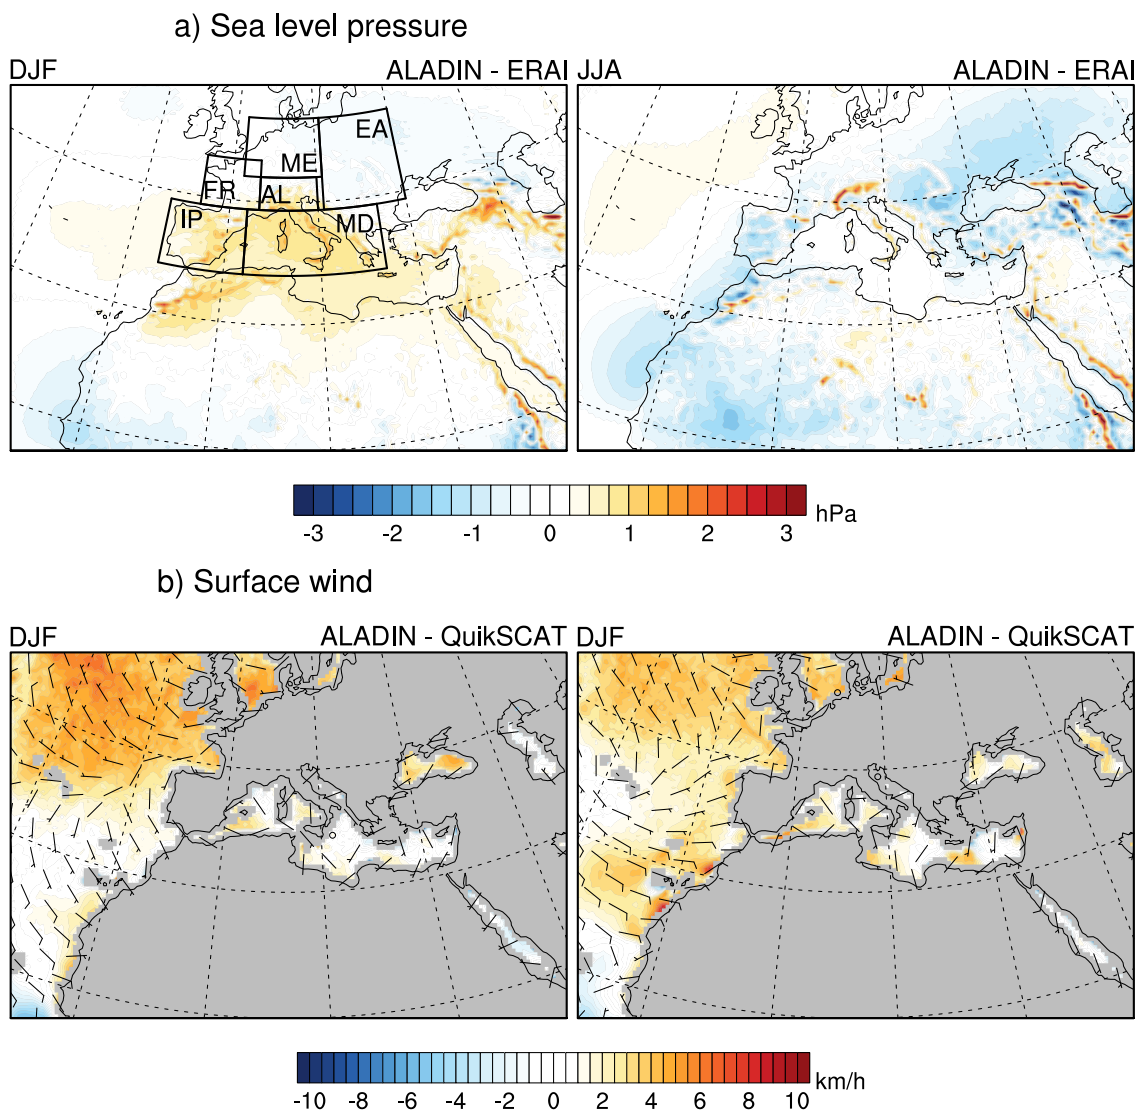 a) Sea level pressure
DJF ALADIN - ERAI
JJA ALADIN - ERAI
EA
ME
FR
AL
IP
MD
-3 -2 -1 0 1 2 3 hPa
b) Surface wind
DJF ALADIN - QuikSCAT
DJF ALADIN - QuikSCAT
-10 -8 -6 -4 -2 0 2 4 6 8 10 km/h